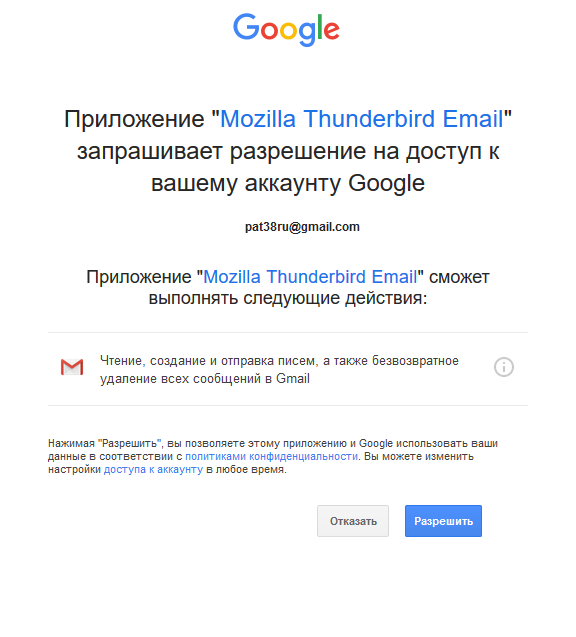 Google
Приложение "Mozilla Thunderbird Email"
запрашивает разрешение на доступ к
вашему аккаунту Google
pat38ru@gmail.com
Приложение "Mozilla Thunderbird Email" сможет
выполнять следующие действия:
Чтение, создание и отправка писем, а также безвозвратное
удаление всех сообщений в Gmail
Нажимая "Разрешить", вы позволяете этому приложению и Google использовать ваши
данные в соответствии с политиками конфиденциальности. Вы можете изменить
настройки доступа к аккаунту в любое время.
Отказать Разрешить